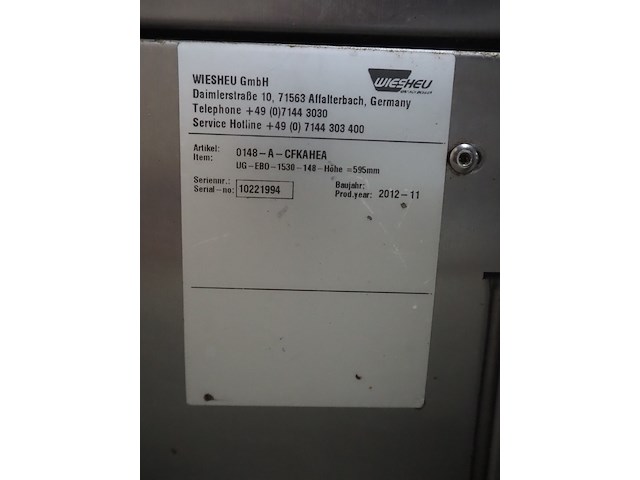 WIESHEU GmbH
Daimlerstraße 10, 71563 Affalterbach, Germany
Telephone +49 (0)7144 3030
Service Hotline +49 (0) 7144 303 400
WIESHEU
Artikel:
Item: 0148-A-CFKAHEA
UG-EBO-1530-148-Höhe =595mm
Seriennr.:
Serial-no: 10221994
Baujahr:
Prod.year: 2012-11